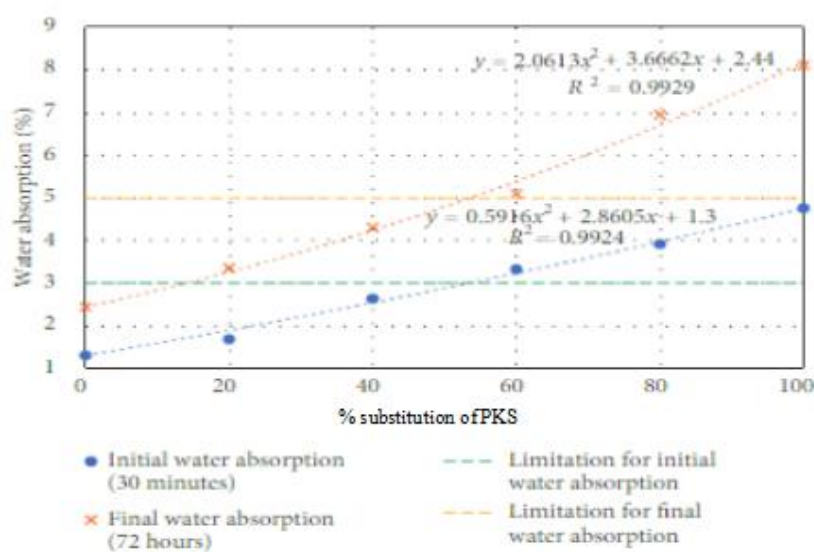 9
8
7
6
5
4
3
2
1
Water absorption (%)
y = 2.0613x² + 3.6662x + 2.44
R² = 0.9929
y = 0.5916x² + 2.8605x + 1.3
R² = 0.9924
0 20 40 60 80 100
% substitution of PKS
Initial water absorption
(30 minutes)
Final water absorption
(72 hours)
Limitation for initial
water absorption
Limitation for final
water absorption